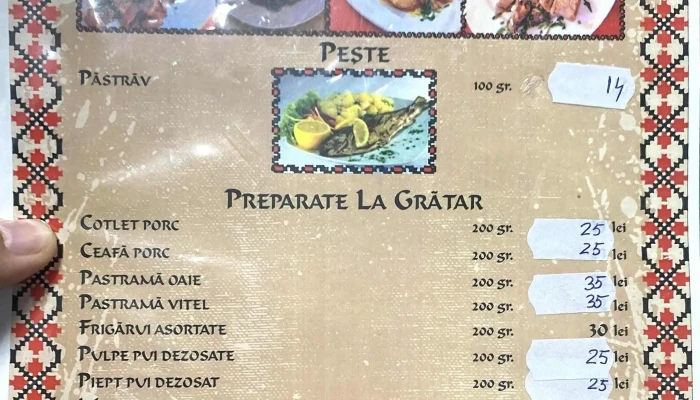 PEȘTE
PĂSTRĂV 100 gr. 14
PREPARATE LA GRĂTAR
COTLET PORC 200 gr. 25 lei
CEAFĂ PORC 200 gr. 25 lei
PASTRAMĂ OAIE 200 gr. 35 lei
PASTRAMĂ VITEL 200 gr. 35 lei
FRIGĂRUI ASORTATE 200 gr. 30 lei
PULPE PUI DEZOSATE 200 gr. 25 lei
PIEPT PUI DEZOSAT 200 gr. 25 lei